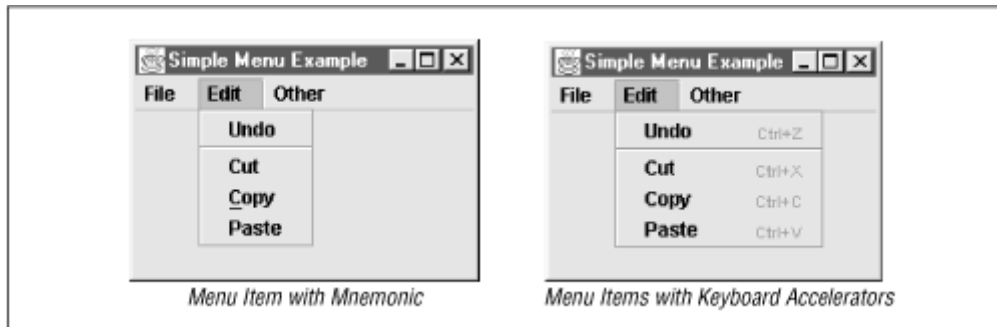 Simple Menu Example
File Edit Other
Undo
Cut
Copy
Paste
Menu Item with Mnemonic
Simple Menu Example
File Edit Other
Undo Ctrl+Z
Cut Ctrl+X
Copy Ctrl+C
Paste Ctrl+V
Menu Items with Keyboard Accelerators